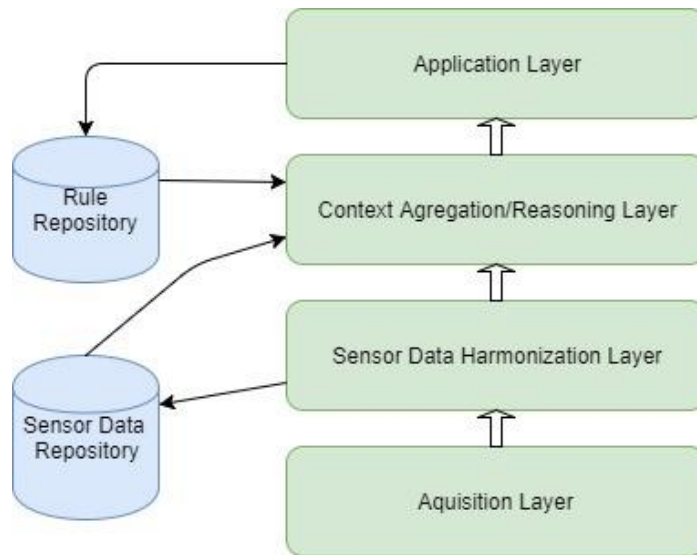 Application Layer
Rule
Repository
Context Agregation/Reasoning Layer
Sensor Data Harmonization Layer
Sensor Data
Repository
Aquisition Layer